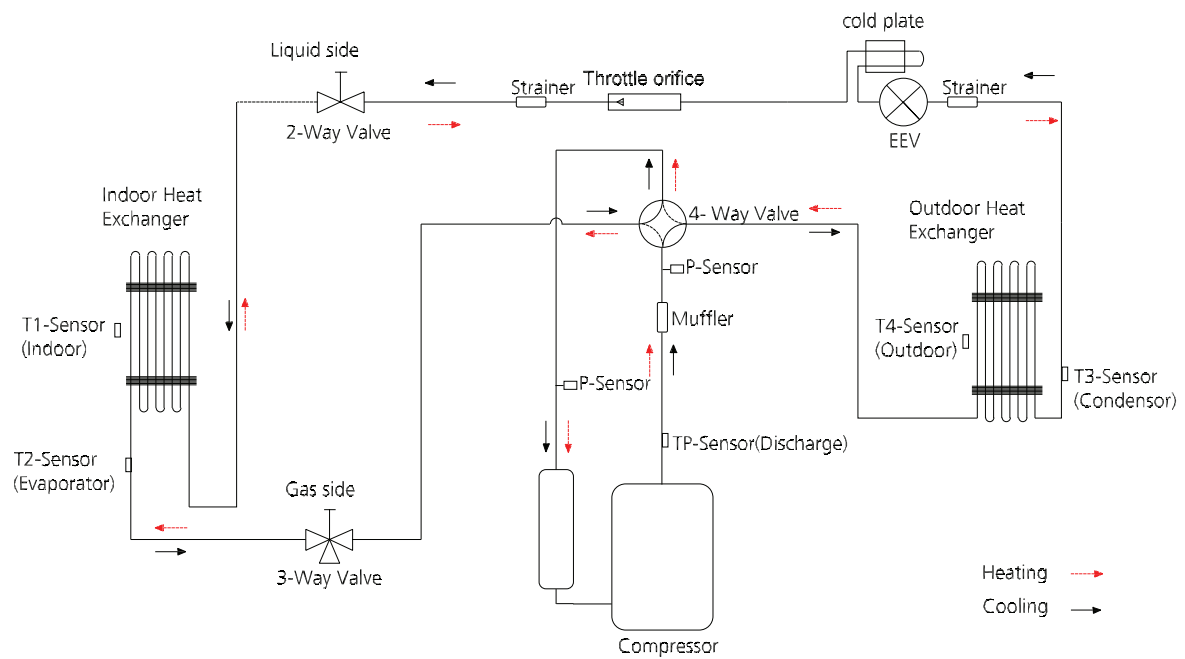 cold plate
Liquid side
Strainer
Throttle orifice
Strainer
2-Way Valve
EEV
Indoor Heat
Exchanger
4- Way Valve
Outdoor Heat
Exchanger
P-Sensor
T1-Sensor
(Indoor)
Muffler
T4-Sensor
(Outdoor)
P-Sensor
T3-Sensor
(Condensor)
TP-Sensor(Discharge)
T2-Sensor
(Evaporator)
Gas side
3-Way Valve
Heating
Cooling
Compressor